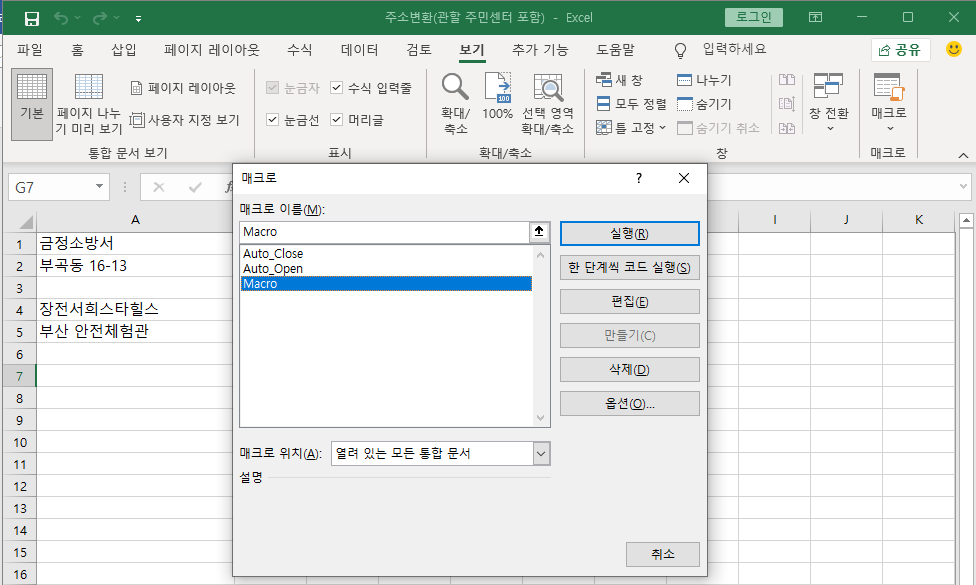 주소변환(관할 주민센터 포함) - Excel
로그인
파일 홈 삽입 페이지 레이아웃 수식 데이터 검토 보기 추가 기능 도움말 입력하세요 공유
기본
페이지 나누기 미리 보기
페이지 레이아웃
사용자 지정 보기
통합 문서 보기
눈금자
수식 입력줄
눈금선
머리글
표시
확대/축소
100
100%
선택 영역 확대/축소
확대/축소
새 창
모두 정렬
틀 고정
나누기
숨기기
숨기기 취소
창 전환
창
매크로
매크로
G7
A I J K
1 금정소방서
2 부곡동 16-13
3
4 장전서희스타힐스
5 부산 안전체험관
6
7
8
9
10
11
12
13
14
15
16
매크로 ?
매크로 이름(M):
Macro
Auto_Close
Auto_Open
Macro
실행(R)
한 단계씩 코드 실행(S)
편집(E)
만들기(C)
삭제(D)
옵션(O)...
매크로 위치(A): 열려 있는 모든 통합 문서
설명
취소